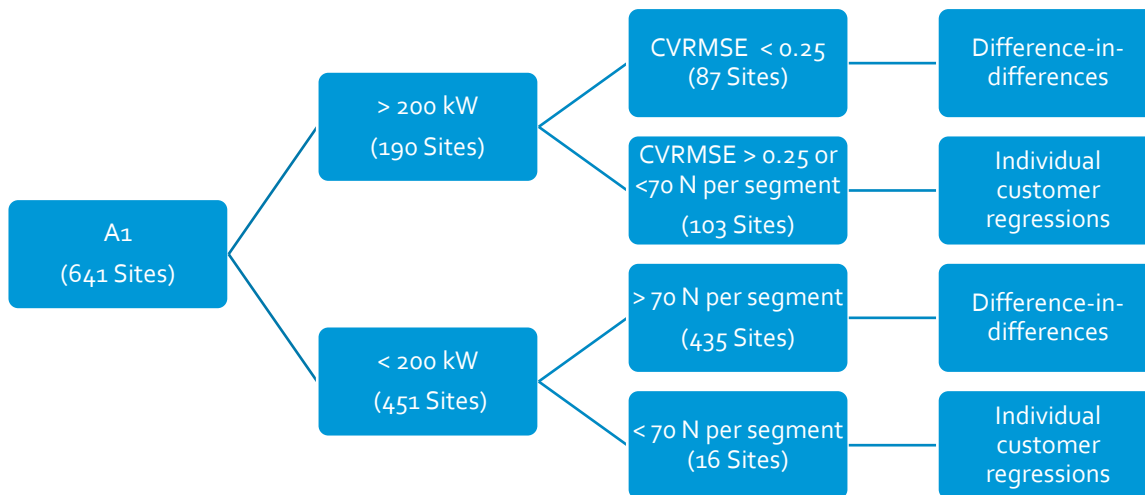 A1
(641 Sites)
> 200 kW
(190 Sites)
< 200 kW
(451 Sites)
CVRMSE < 0.25
(87 Sites)
Difference-in-
differences
CVRMSE > 0.25 or
<70 N per segment
(103 Sites)
Individual
customer
regressions
> 70 N per segment
(435 Sites)
Difference-in-
differences
< 70 N per segment
(16 Sites)
Individual
customer
regressions